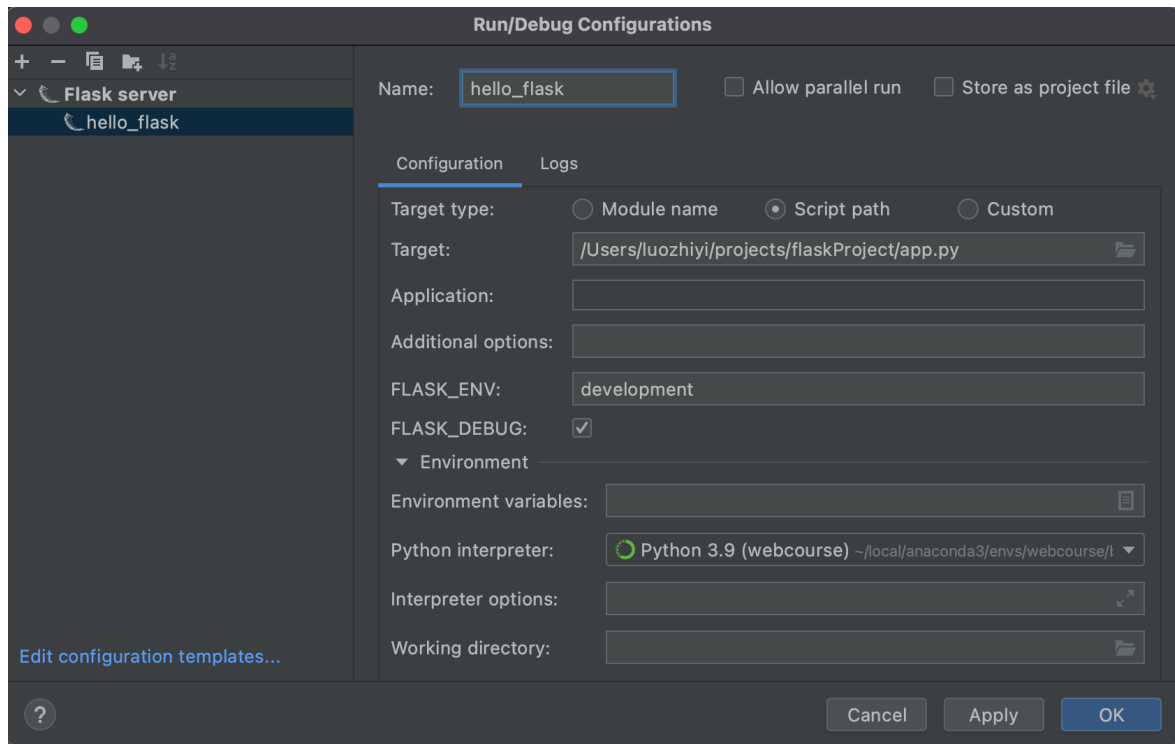 Run/Debug Configurations
Flask server
hello_flask
Edit configuration templates...
Name: hello_flask Allow parallel run Store as project file
Configuration Logs
Target type: Module name Script path Custom
Target: /Users/luozhiyi/projects/flaskProject/app.py
Application:
Additional options:
FLASK_ENV: development
FLASK_DEBUG:
Environment
Environment variables:
Python interpreter: Python 3.9 (webcourse) ~/local/anaconda3/envs/webcourse/
Interpreter options:
Working directory:
? Cancel Apply OK